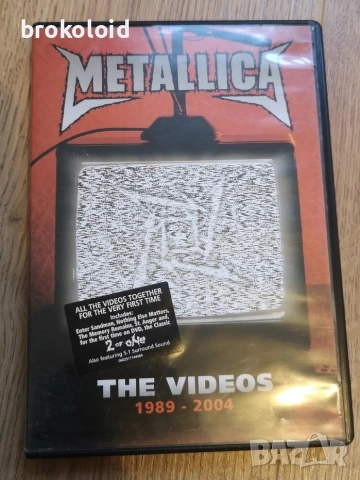 brokoloid
METALLICA
ALL THE VIDEOS TOGETHER
FOR THE VERY FIRST TIME
Includes:
Enter Sandman, Nothing Else Matters,
The Memory Remains, St. Anger and,
for the first time on DVD, the Classic
2 of One
Also featuring 5.1 Surround Sound
THE VIDEOS
1989 - 2004
BAZAR